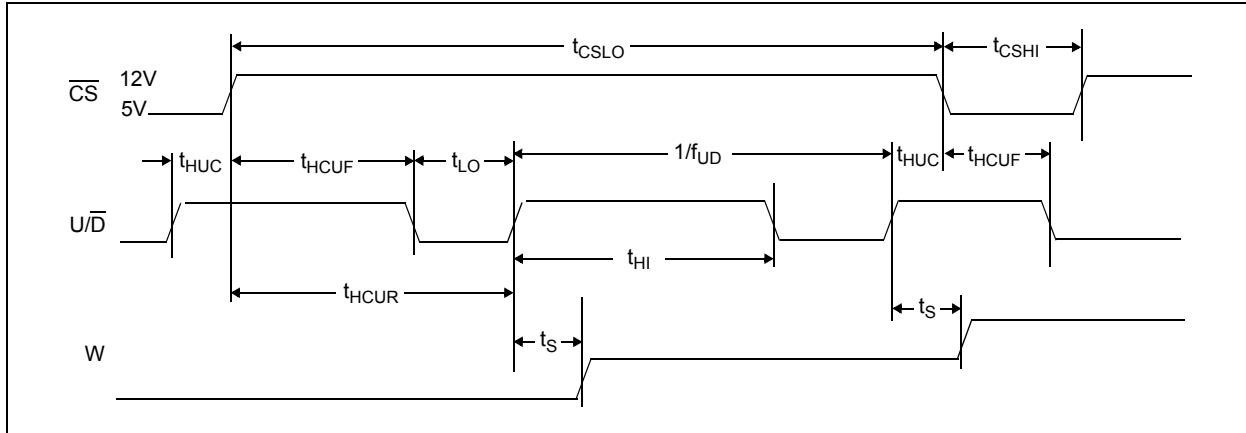 tCSLO
tCSHI
CS 12V
5V
tHUC tHCUF tLO 1/fUD tHUC tHCUF
U/D
tHI
tHCUR
tS
tS
W